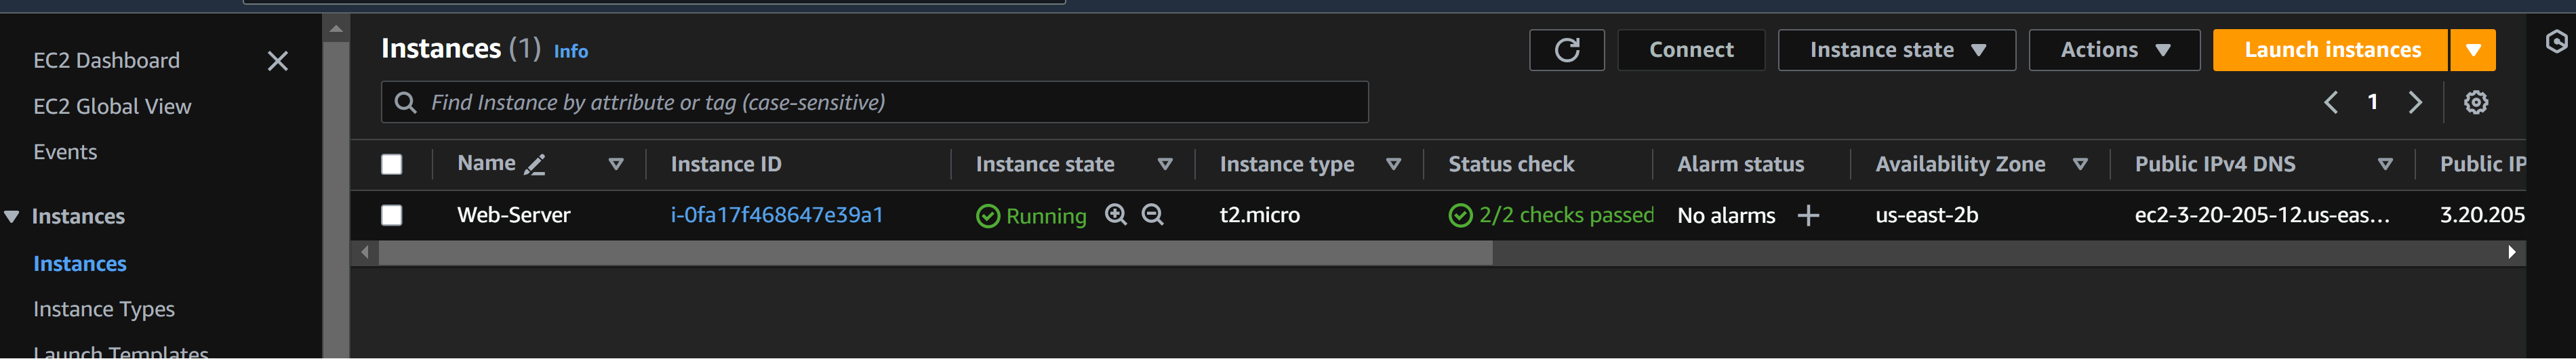 EC2 Dashboard
EC2 Global View
Events
Instances
Instances
Instance Types
Launch Templates
Instances (1) Info
Connect
Instance state
Actions
Launch instances
Find Instance by attribute or tag (case-sensitive)
1
Name Instance ID Instance state Instance type Status check Alarm status Availability Zone Public IPv4 DNS Public IP
Web-Server i-0fa17f468647e39a1 Running t2.micro 2/2 checks passed No alarms us-east-2b ec2-3-20-205-12.us-eas... 3.20.205